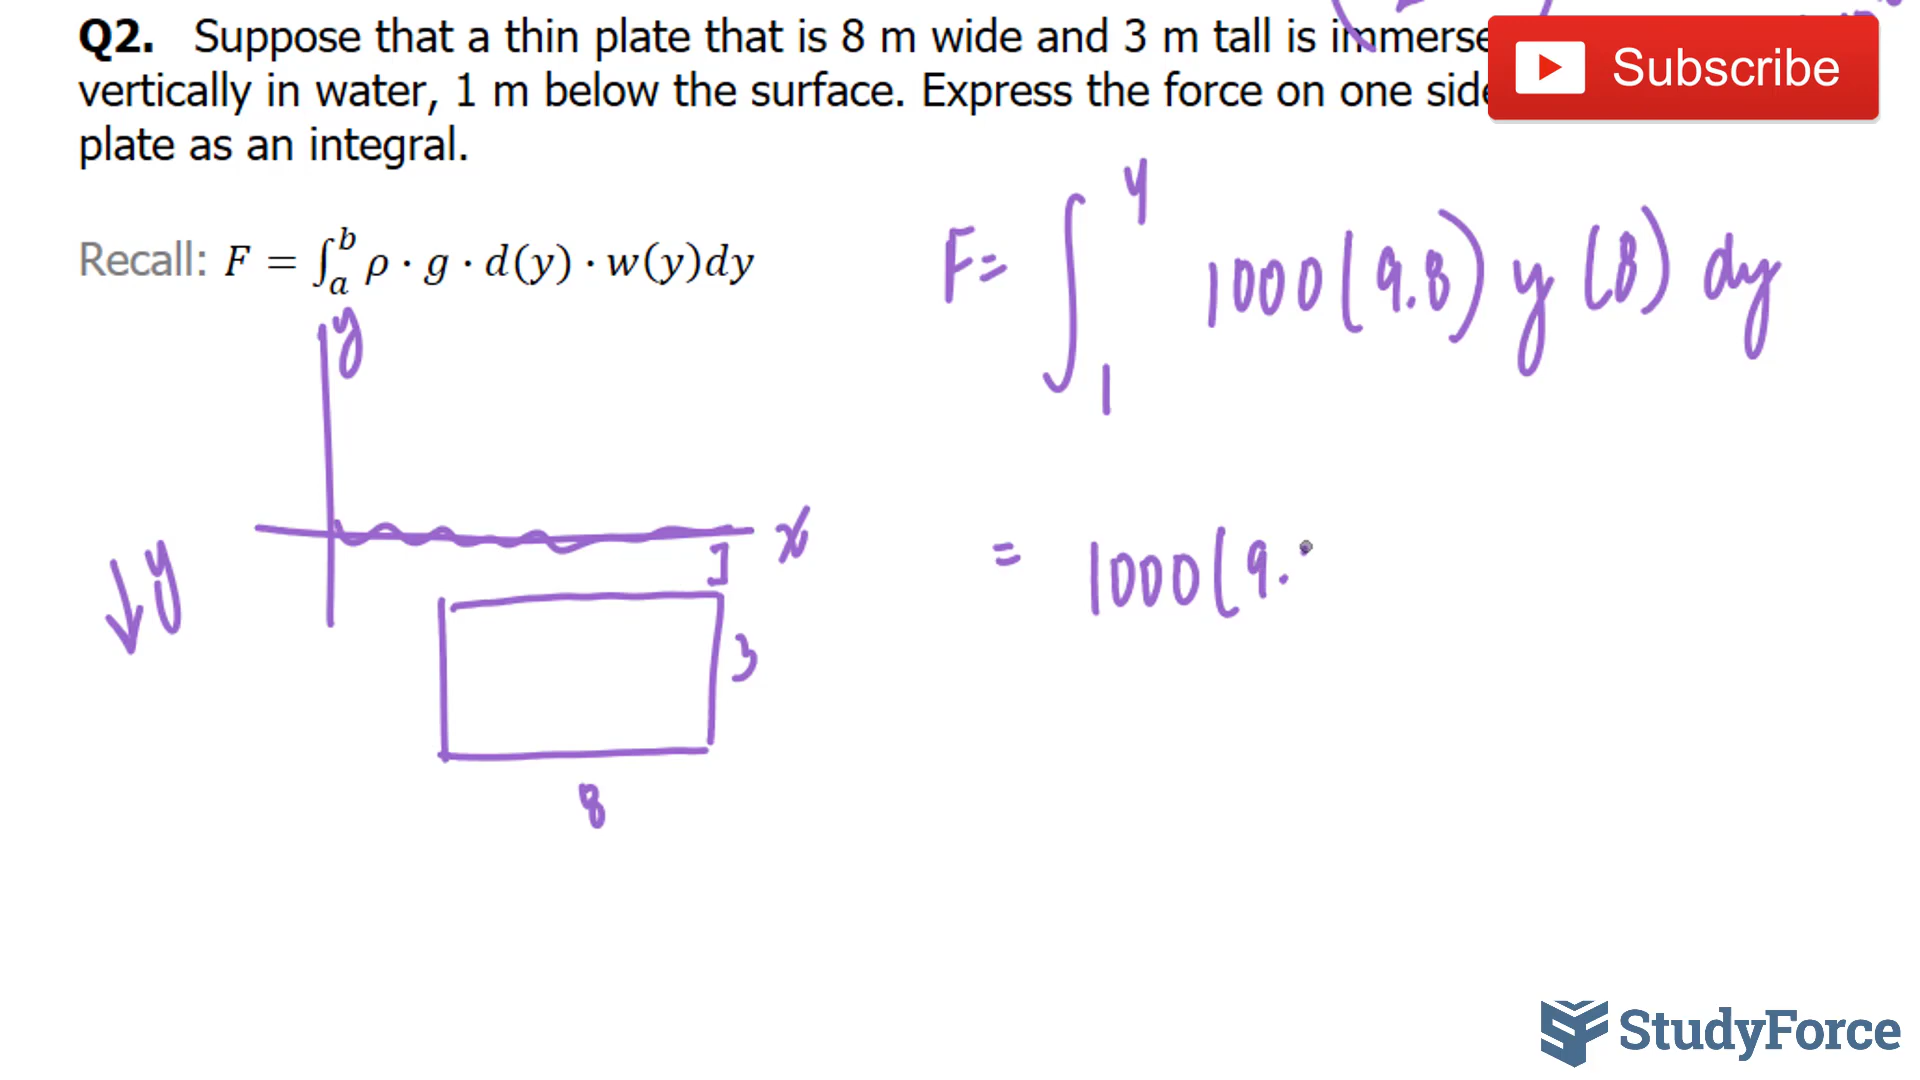 Q2. Suppose that a thin plate that is 8 m wide and 3 m tall is immerse
vertically in water, 1 m below the surface. Express the force on one side
plate as an integral.
Subscribe
Recall: F = ∫_a^b ρ · g · d(y) · w(y)dy
F = ∫_1^4 1000(9.8) y (8) dy
y
x
↓y
3
8
= 1000(9.
StudyForce